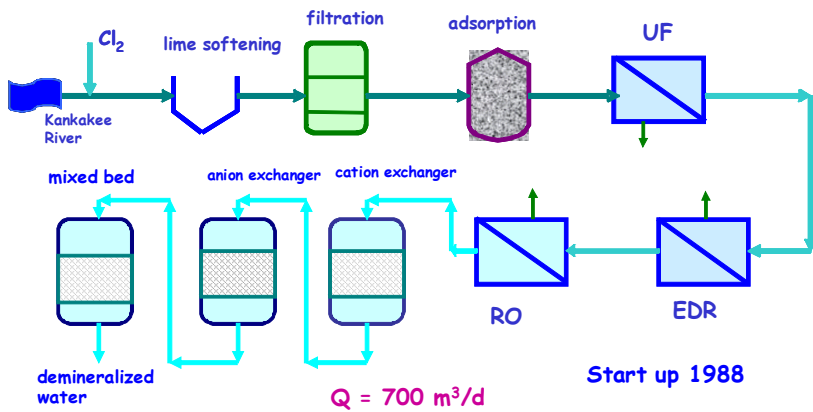 Cl₂
lime softening
filtration
adsorption
UF
Kankakee
River
mixed bed
anion exchanger
cation exchanger
RO
EDR
demineralized
water
Q = 700 m³/d
Start up 1988